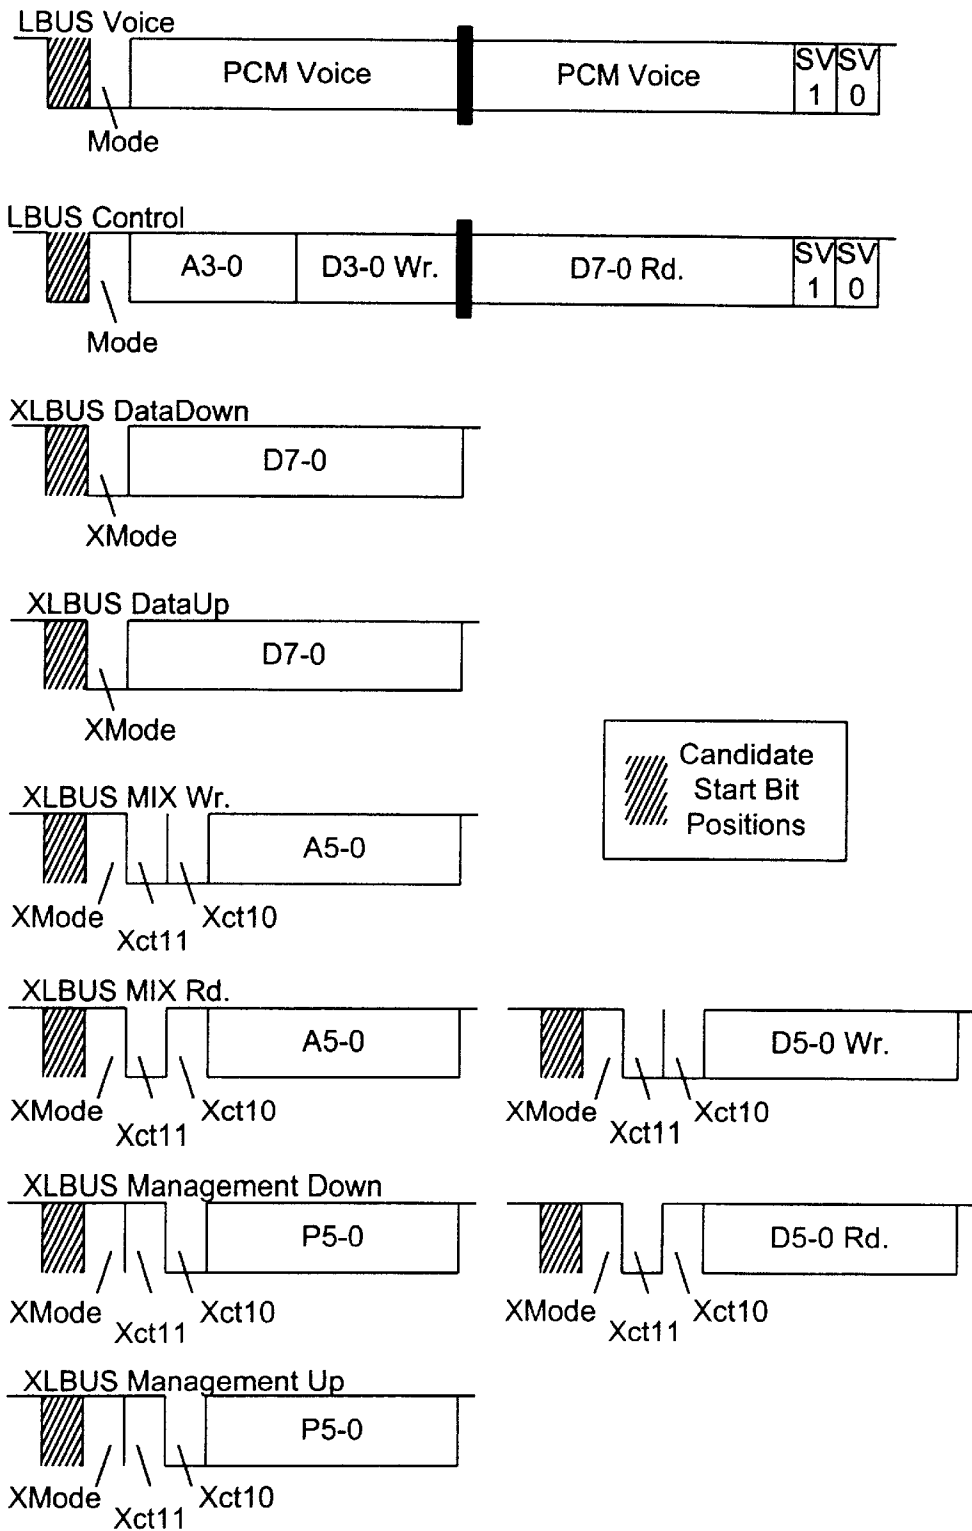 LBUS Voice
PCM Voice
PCM Voice
SV
1
SV
0
Mode
LBUS Control
A3-0
D3-0 Wr.
D7-0 Rd.
SV
1
SV
0
Mode
XLBUS DataDown
D7-0
XMode
XLBUS DataUp
D7-0
XMode
Candidate
Start Bit
Positions
XLBUS MIX Wr.
A5-0
XMode
Xct11
Xct10
XLBUS MIX Rd.
A5-0
XMode
Xct11
Xct10
D5-0 Wr.
XMode
Xct11
Xct10
XLBUS Management Down
P5-0
XMode
Xct11
Xct10
D5-0 Rd.
XMode
Xct11
Xct10
XLBUS Management Up
P5-0
XMode
Xct11
Xct10